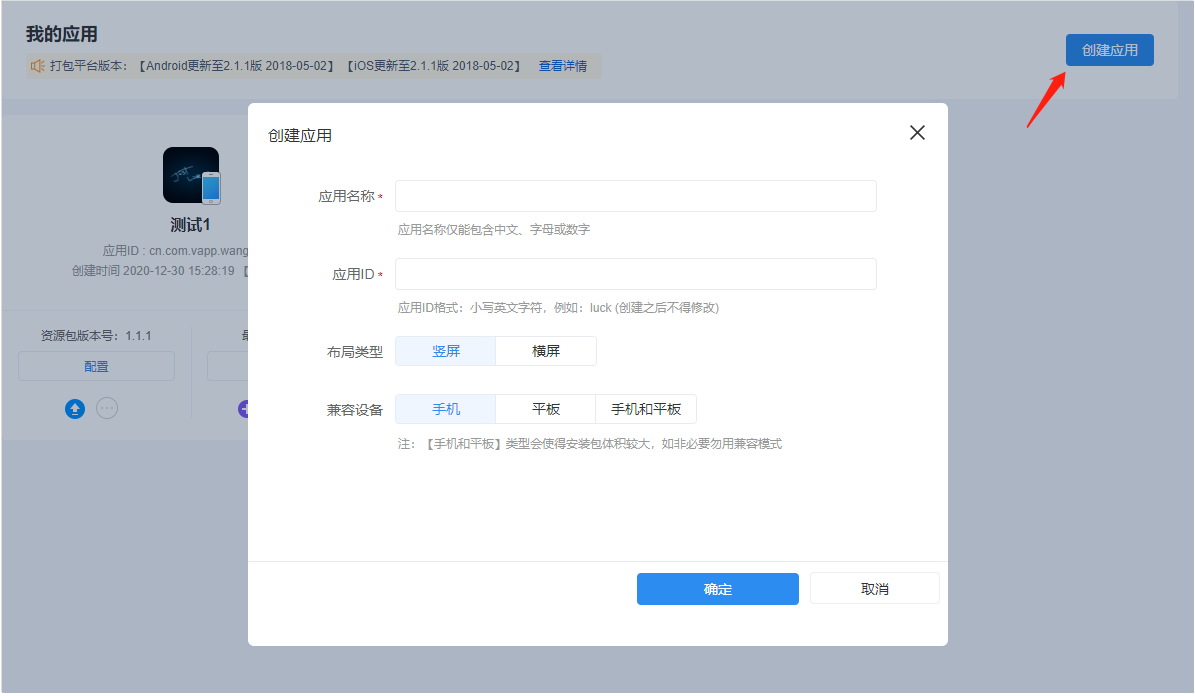 我的应用
打包平台版本：【Android更新至2.1.1版 2018-05-02】【iOS更新至2.1.1版 2018-05-02】 查看详情
创建应用
测试1
应用ID : cn.com.vapp.wang
创建时间 2020-12-30 15:28:19 【
资源包版本号：1.1.1
配置
创建应用
应用名称 *
应用名称仅能包含中文、字母或数字
应用ID *
应用ID格式：小写英文字符，例如：luck (创建之后不得修改)
布局类型 竖屏 横屏
兼容设备 手机 平板 手机和平板
注：【手机和平板】类型会使得安装包体积较大，如非必要勿用兼容模式
确定 取消